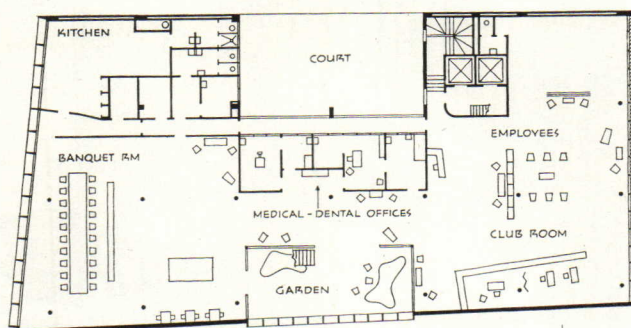 KITCHEN
COURT
EMPLOYEES
BANQUET RM
MEDICAL - DENTAL OFFICES
CLUB ROOM
GARDEN